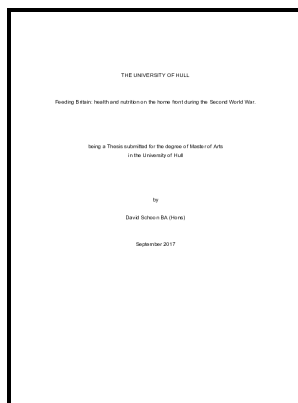 THE UNIVERSITY OF HULL
Feeding Britain: health and nutrition on the home front during the Second World War.
being a Thesis submitted for the degree of Master of Arts
in the University of Hull
by
David Schoon BA (Hons)
September 2017